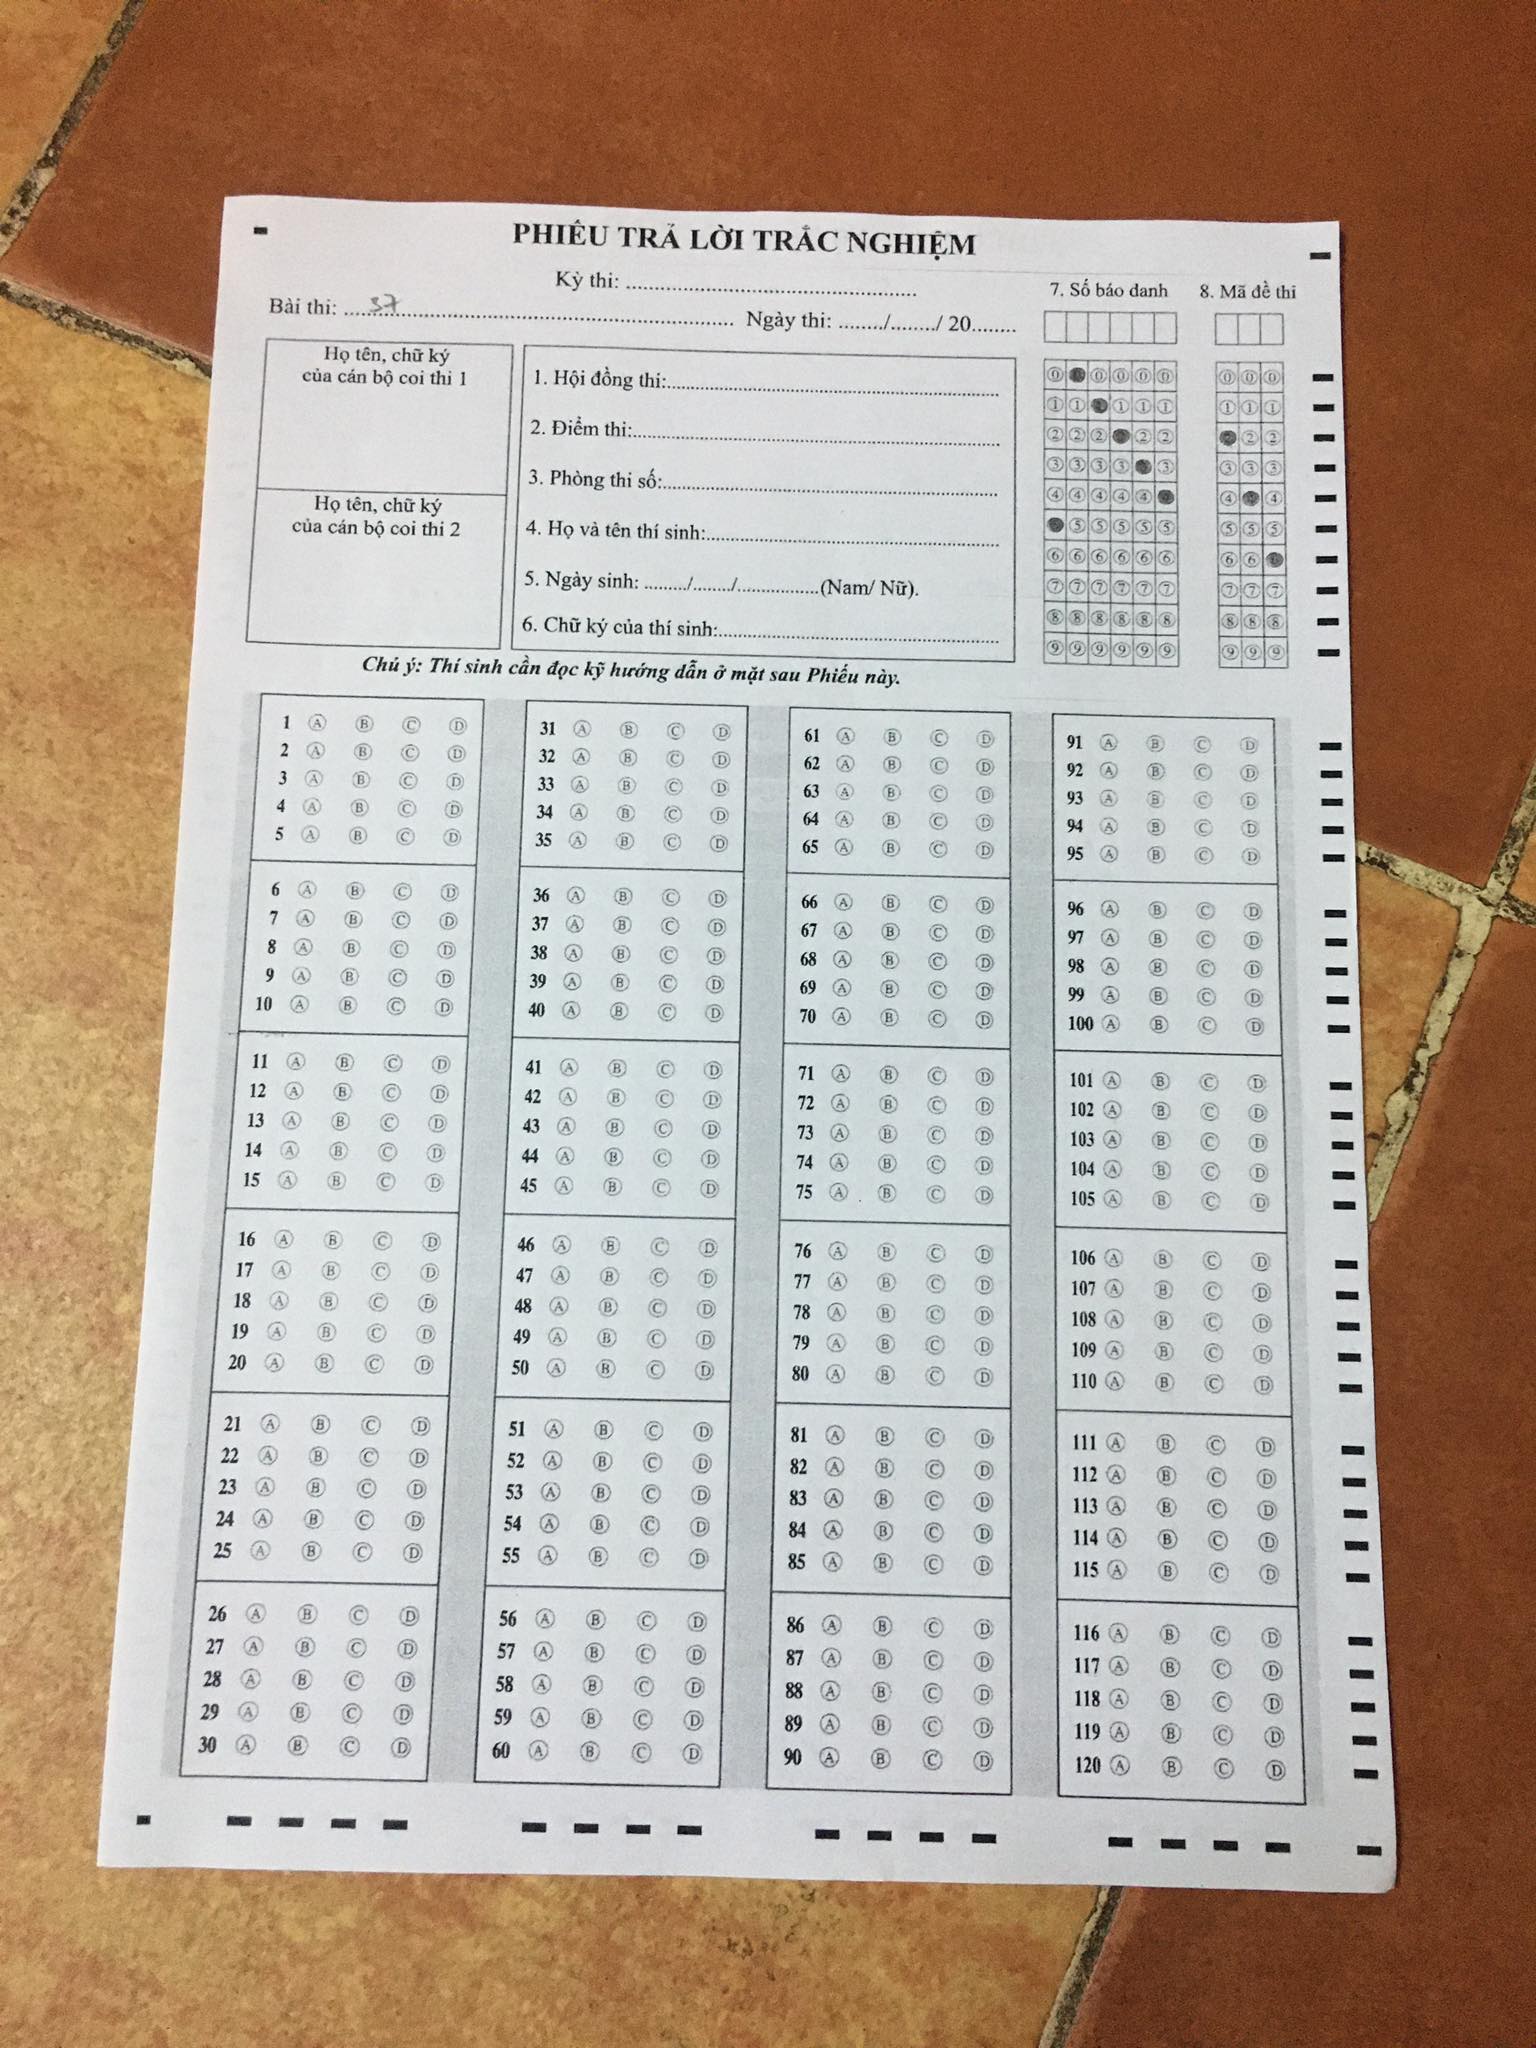 PHIẾU TRẢ LỜI TRẮC NGHIỆM
Kỳ thi: ................................................
Bài thi: ....37.................................................. Ngày thi: ......../......../ 20........
7. Số báo danh
8. Mã đề thi
Họ tên, chữ ký
của cán bộ coi thi 1
Họ tên, chữ ký
của cán bộ coi thi 2
1. Hội đồng thi:
2. Điểm thi:
3. Phòng thi số:
4. Họ và tên thí sinh:
5. Ngày sinh: ......../......../................(Nam/ Nữ).
6. Chữ ký của thí sinh:
0 0 0 0 0
1 1 1 1 1
2 2 2 2 2
3 3 3 3 3
4 4 4 4 4
5 5 5 5 5
6 6 6 6 6 6
7 7 7 7 7 7
8 8 8 8 8 8
9 9 9 9 9 9
0 0 0
1 1 1
2 2
3 3 3
4 4
5 5 5
6 6
7 7 7
8 8 8
9 9 9
Chú ý: Thí sinh cần đọc kỹ hướng dẫn ở mặt sau Phiếu này.
1 A B C D
2 A B C D
3 A B C D
4 A B C D
5 A B C D
6 A B C D
7 A B C D
8 A B C D
9 A B C D
10 A B C D
11 A B C D
12 A B C D
13 A B C D
14 A B C D
15 A B C D
16 A B C D
17 A B C D
18 A B C D
19 A B C D
20 A B C D
21 A B C D
22 A B C D
23 A B C D
24 A B C D
25 A B C D
26 A B C D
27 A B C D
28 A B C D
29 A B C D
30 A B C D
31 A B C D
32 A B C D
33 A B C D
34 A B C D
35 A B C D
36 A B C D
37 A B C D
38 A B C D
39 A B C D
40 A B C D
41 A B C D
42 A B C D
43 A B C D
44 A B C D
45 A B C D
46 A B C D
47 A B C D
48 A B C D
49 A B C D
50 A B C D
51 A B C D
52 A B C D
53 A B C D
54 A B C D
55 A B C D
56 A B C D
57 A B C D
58 A B C D
59 A B C D
60 A B C D
61 A B C D
62 A B C D
63 A B C D
64 A B C D
65 A B C D
66 A B C D
67 A B C D
68 A B C D
69 A B C D
70 A B C D
71 A B C D
72 A B C D
73 A B C D
74 A B C D
75 A B C D
76 A B C D
77 A B C D
78 A B C D
79 A B C D
80 A B C D
81 A B C D
82 A B C D
83 A B C D
84 A B C D
85 A B C D
86 A B C D
87 A B C D
88 A B C D
89 A B C D
90 A B C D
91 A B C D
92 A B C D
93 A B C D
94 A B C D
95 A B C D
96 A B C D
97 A B C D
98 A B C D
99 A B C D
100 A B C D
101 A B C D
102 A B C D
103 A B C D
104 A B C D
105 A B C D
106 A B C D
107 A B C D
108 A B C D
109 A B C D
110 A B C D
111 A B C D
112 A B C D
113 A B C D
114 A B C D
115 A B C D
116 A B C D
117 A B C D
118 A B C D
119 A B C D
120 A B C D